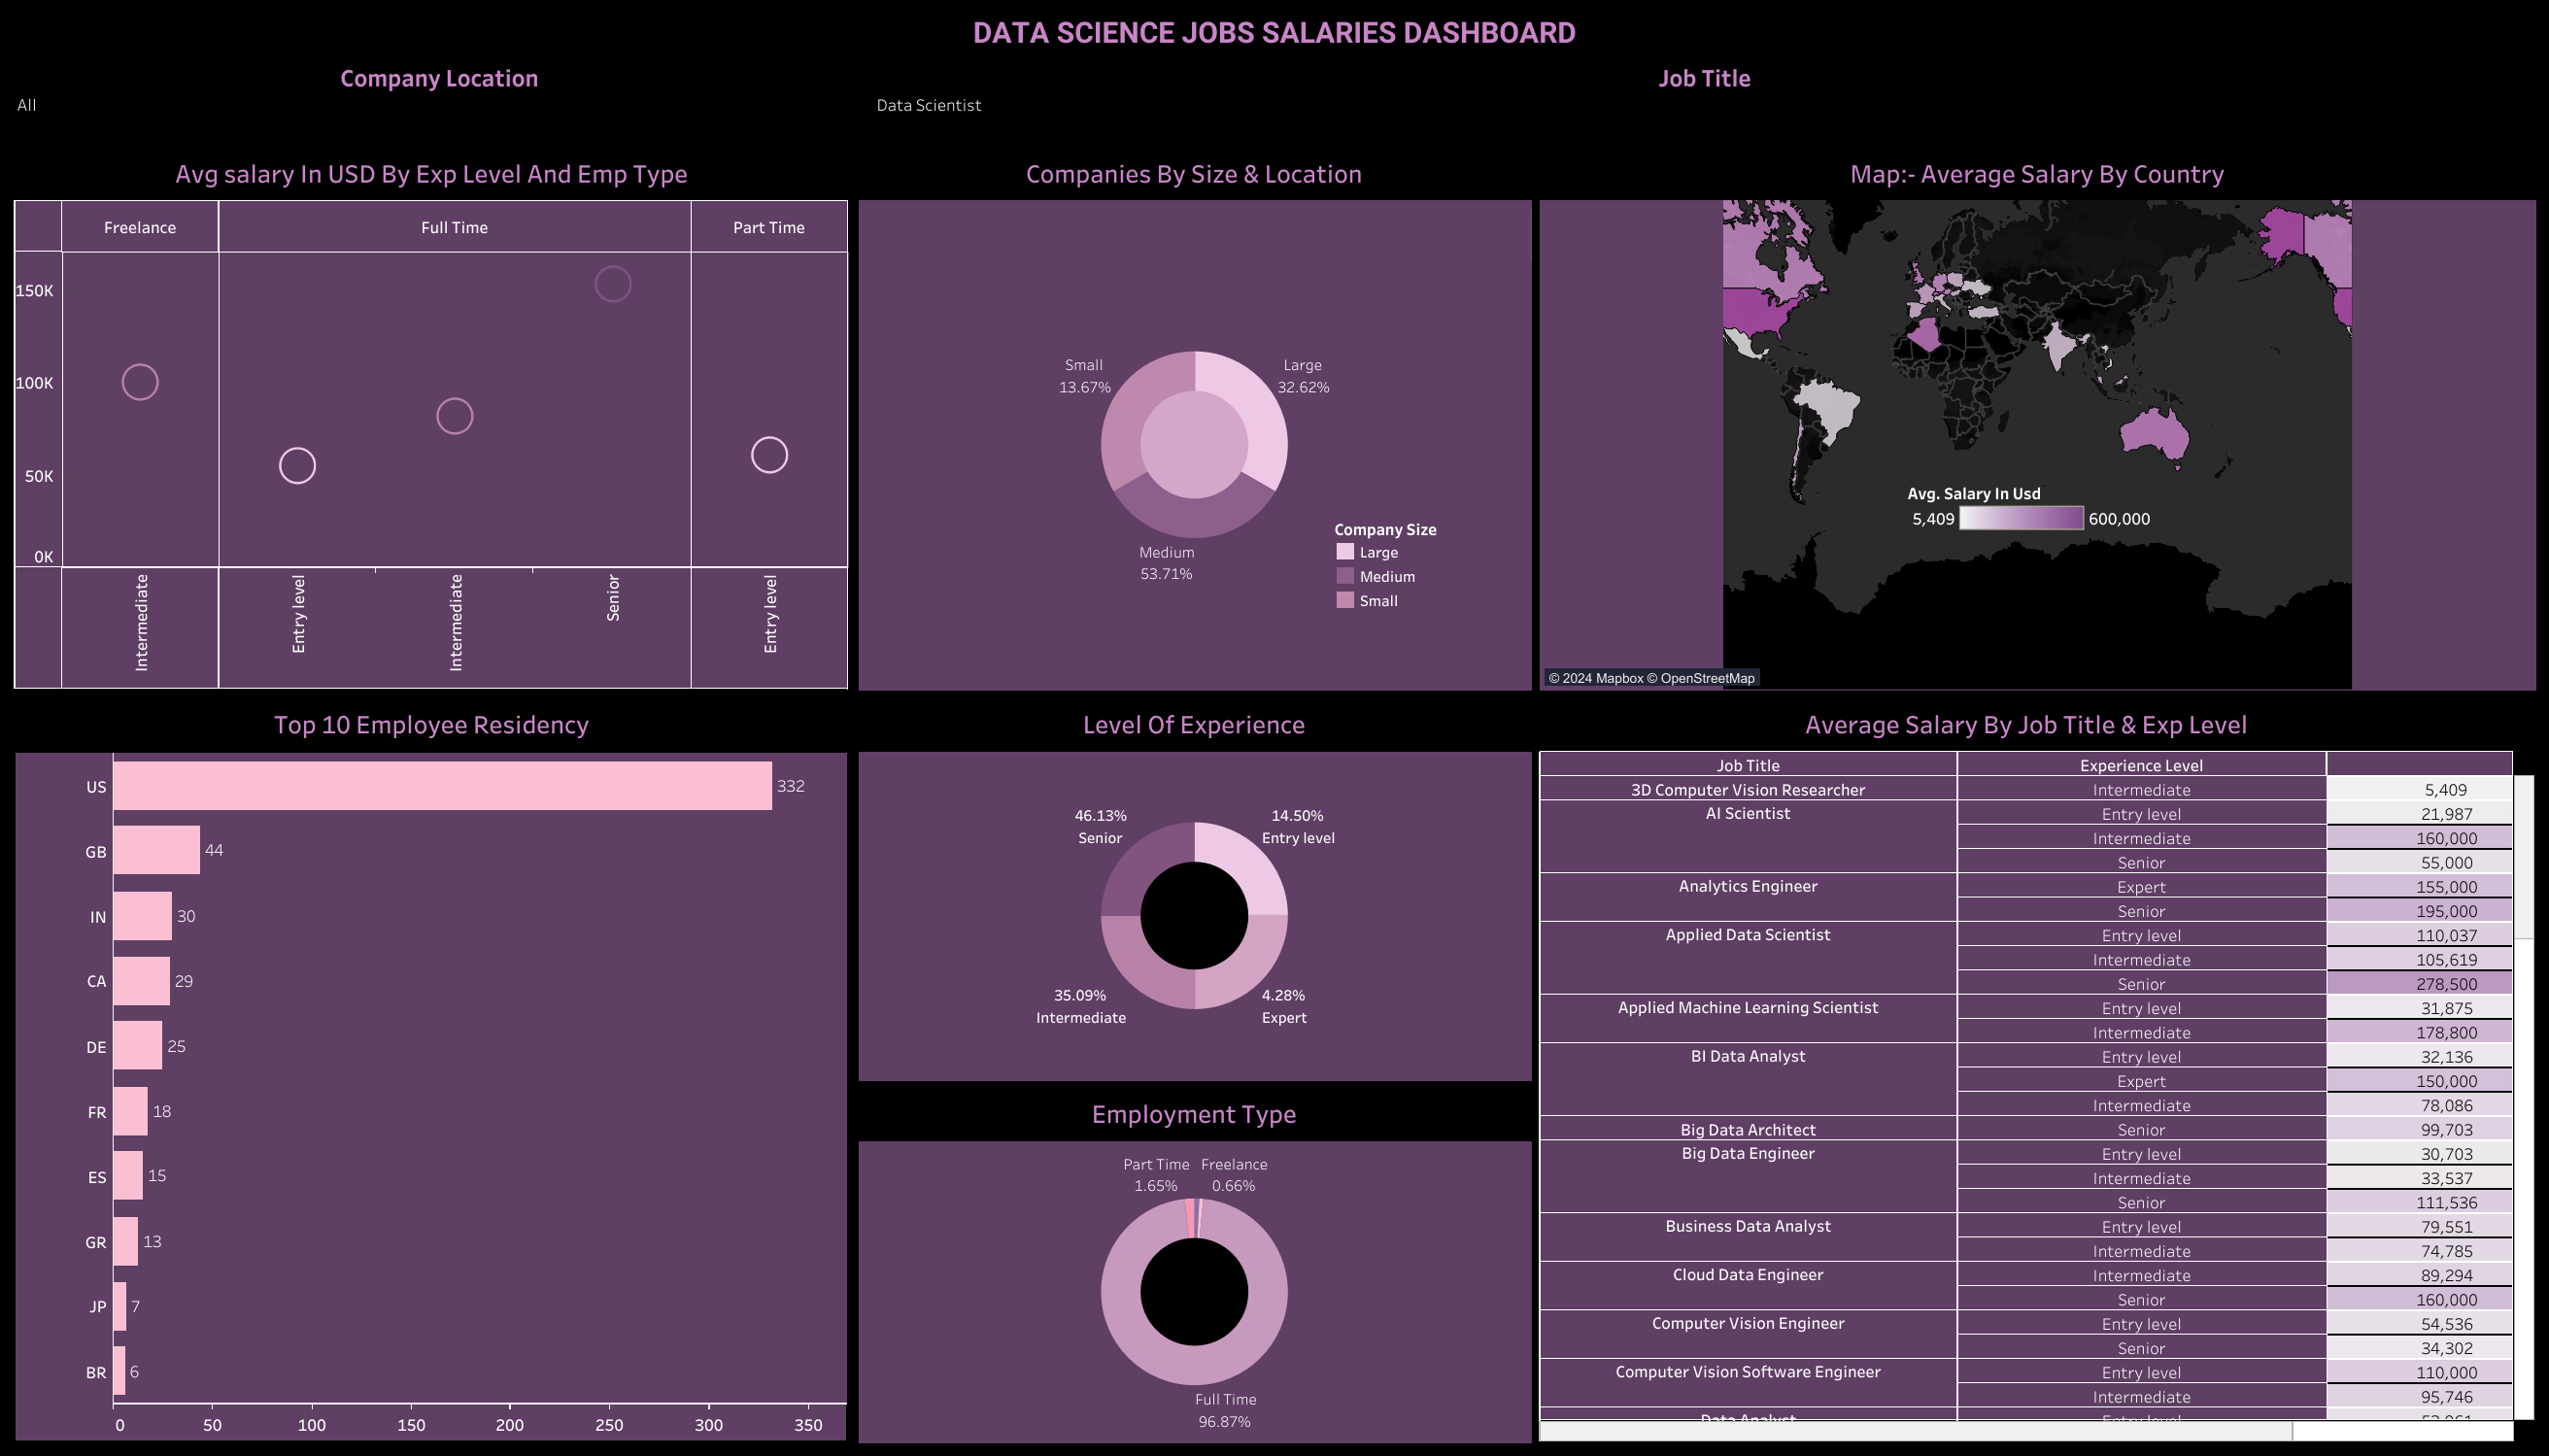 DATA SCIENCE JOBS SALARIES DASHBOARD
Company Location
Job Title
All
Data Scientist
Avg salary In USD By Exp Level And Emp Type
Freelance
Full Time
Part Time
150K
100K
50K
0K
Intermediate
Entry level
Intermediate
Senior
Entry level
Companies By Size & Location
Small
13.67%
Large
32.62%
Medium
53.71%
Company Size
Large
Medium
Small
Map:- Average Salary By Country
Avg. Salary In Usd
5,409
600,000
© 2024 Mapbox © OpenStreetMap
Top 10 Employee Residency
US 332
GB 44
IN 30
CA 29
DE 25
FR 18
ES 15
GR 13
JP 7
BR 6
0 50 100 150 200 250 300 350
Level Of Experience
46.13%
Senior
14.50%
Entry level
35.09%
Intermediate
4.28%
Expert
Employment Type
Part Time
1.65%
Freelance
0.66%
Full Time
96.87%
Average Salary By Job Title & Exp Level
Job Title Experience Level
3D Computer Vision Researcher Intermediate 5,409
AI Scientist Entry level 21,987
Intermediate 160,000
Senior 55,000
Analytics Engineer Expert 155,000
Senior 195,000
Applied Data Scientist Entry level 110,037
Intermediate 105,619
Senior 278,500
Applied Machine Learning Scientist Entry level 31,875
Intermediate 178,800
BI Data Analyst Entry level 32,136
Expert 150,000
Intermediate 78,086
Big Data Architect Senior 99,703
Big Data Engineer Entry level 30,703
Intermediate 33,537
Senior 111,536
Business Data Analyst Entry level 79,551
Intermediate 74,785
Cloud Data Engineer Intermediate 89,294
Senior 160,000
Computer Vision Engineer Entry level 54,536
Senior 34,302
Computer Vision Software Engineer Entry level 110,000
Intermediate 95,746
Data Analyst Entry level